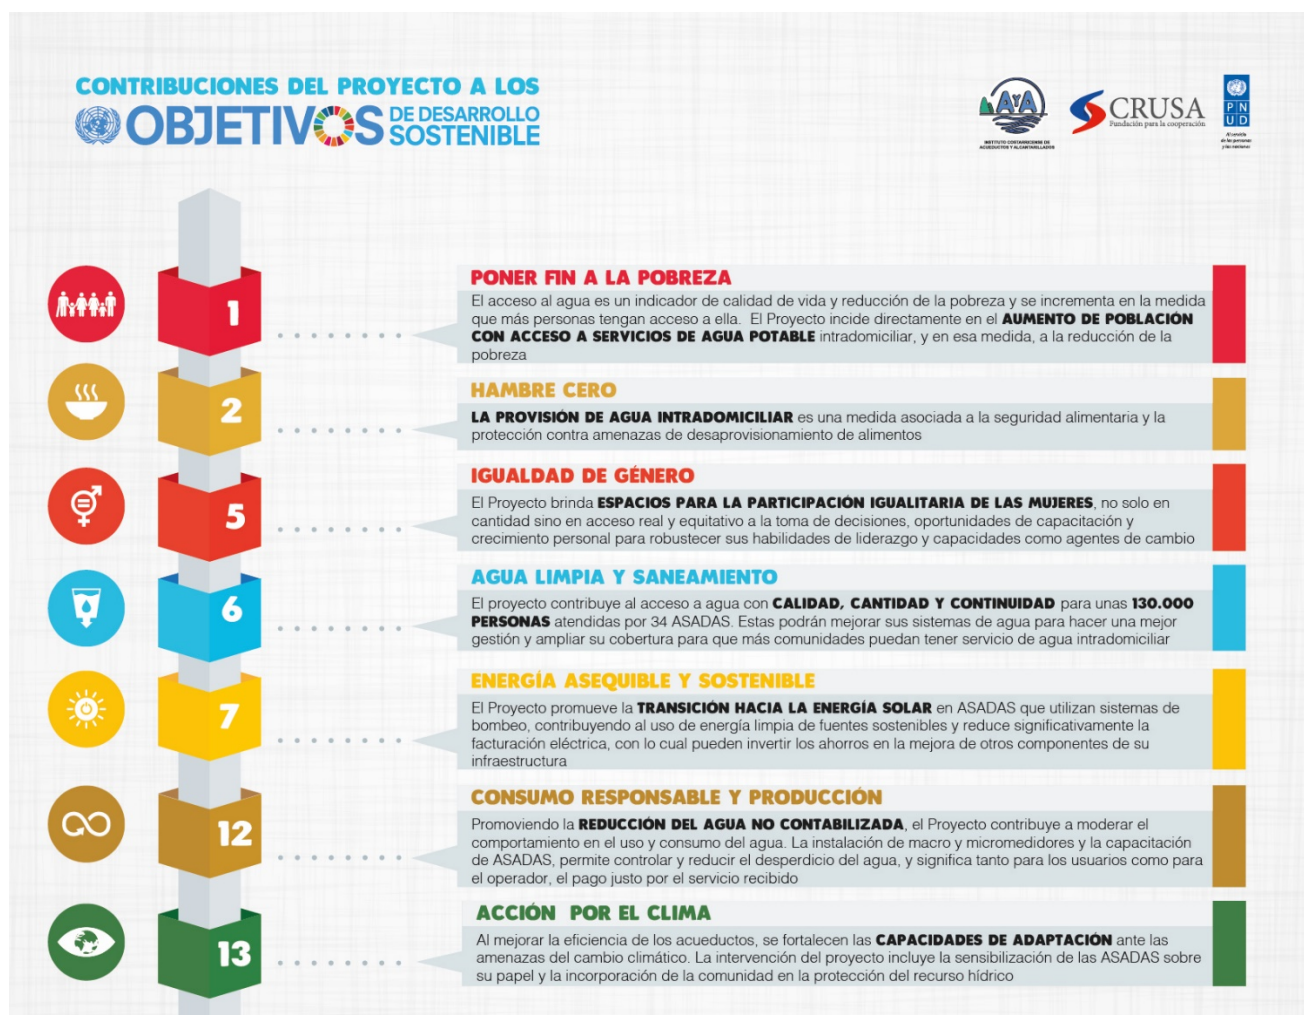 CONTRIBUCIONES DEL PROYECTO A LOS
OBJETIVOS DE DESARROLLO SOSTENIBLE
AyA
INSTITUTO COSTARRICENSE DE
ACUEDUCTOS Y ALCANTARILLADOS
CRUSA
Fundación para la cooperación
PNUD
Al servicio
de las personas
y las naciones
1
PONER FIN A LA POBREZA
El acceso al agua es un indicador de calidad de vida y reducción de la pobreza y se incrementa en la medida
que más personas tengan acceso a ella. El Proyecto incide directamente en el AUMENTO DE POBLACIÓN
CON ACCESO A SERVICIOS DE AGUA POTABLE intradomiciliar, y en esa medida, a la reducción de la
pobreza
2
HAMBRE CERO
LA PROVISIÓN DE AGUA INTRADOMICILIAR es una medida asociada a la seguridad alimentaria y la
protección contra amenazas de desaprovisionamiento de alimentos
5
IGUALDAD DE GÉNERO
El Proyecto brinda ESPACIOS PARA LA PARTICIPACIÓN IGUALITARIA DE LAS MUJERES, no solo en
cantidad sino en acceso real y equitativo a la toma de decisiones, oportunidades de capacitación y
crecimiento personal para robustecer sus habilidades de liderazgo y capacidades como agentes de cambio
6
AGUA LIMPIA Y SANEAMIENTO
El proyecto contribuye al acceso a agua con CALIDAD, CANTIDAD Y CONTINUIDAD para unas 130.000
PERSONAS atendidas por 34 ASADAS. Estas podrán mejorar sus sistemas de agua para hacer una mejor
gestión y ampliar su cobertura para que más comunidades puedan tener servicio de agua intradomiciliar
7
ENERGÍA ASEQUIBLE Y SOSTENIBLE
El Proyecto promueve la TRANSICIÓN HACIA LA ENERGÍA SOLAR en ASADAS que utilizan sistemas de
bombeo, contribuyendo al uso de energía limpia de fuentes sostenibles y reduce significativamente la
facturación eléctrica, con lo cual pueden invertir los ahorros en la mejora de otros componentes de su
infraestructura
12
CONSUMO RESPONSABLE Y PRODUCCIÓN
Promoviendo la REDUCCIÓN DEL AGUA NO CONTABILIZADA, el Proyecto contribuye a moderar el
comportamiento en el uso y consumo del agua. La instalación de macro y micromedidores y la capacitación
de ASADAS, permite controlar y reducir el desperdicio del agua, y significa tanto para los usuarios como para
el operador, el pago justo por el servicio recibido
13
ACCIÓN POR EL CLIMA
Al mejorar la eficiencia de los acueductos, se fortalecen las CAPACIDADES DE ADAPTACIÓN ante las
amenazas del cambio climático. La intervención del proyecto incluye la sensibilización de las ASADAS sobre
su papel y la incorporación de la comunidad en la protección del recurso hídrico